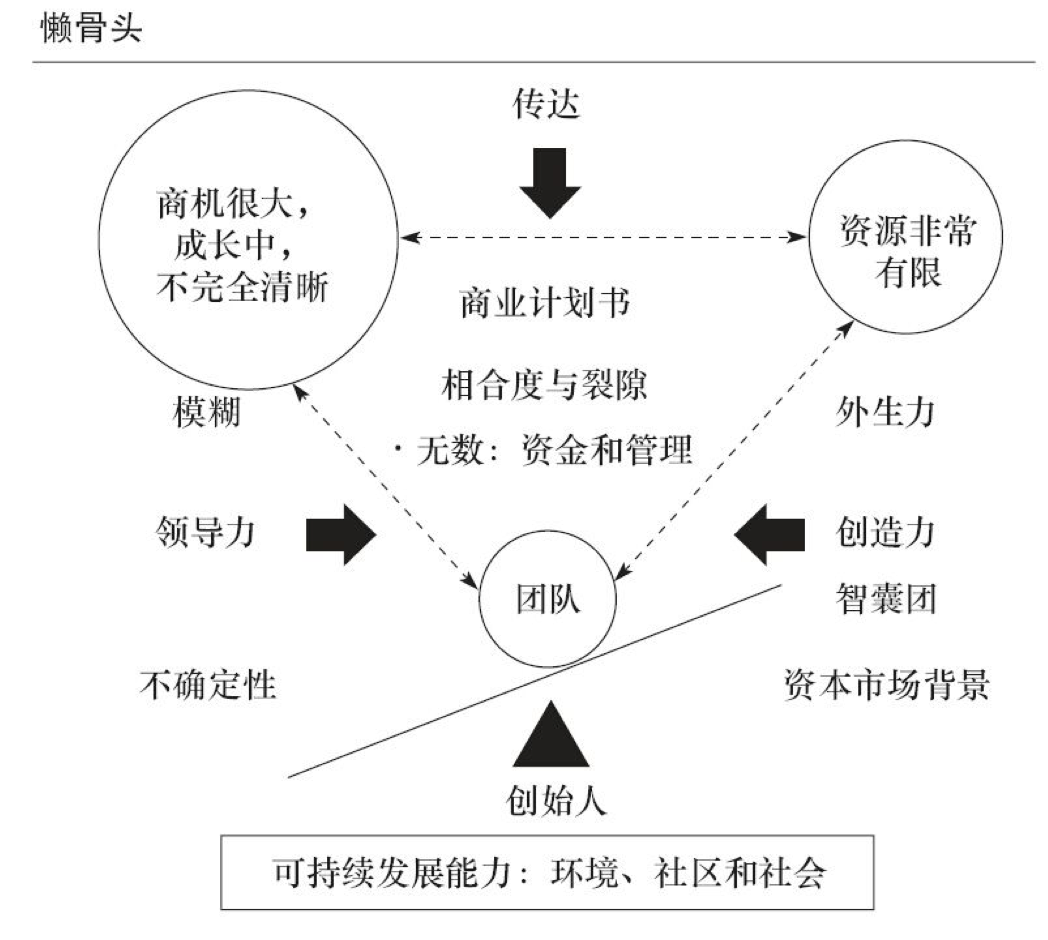 懒骨头
传达
商机很大，
成长中，
不完全清晰
资源非常
有限
商业计划书
相合度与裂隙
·无数：资金和管理
模糊
外生力
领导力
创造力
团队
智囊团
不确定性
资本市场背景
创始人
可持续发展能力：环境、社区和社会